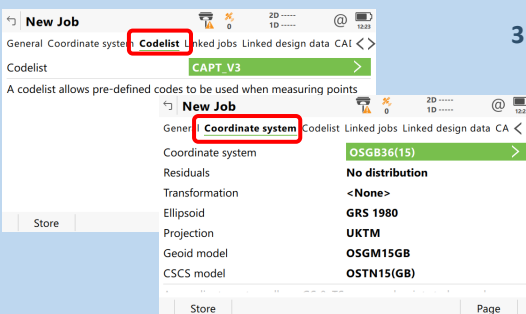 New Job 0 2D ----- 1D ----- @ 12:23
3
General Coordinate system Codelist Linked jobs Linked design data CAI
Codelist CAPT_V3
A codelist allows pre-defined codes to be used when measuring points
Store
New Job 0 2D ----- 1D ----- @
General Coordinate system Codelist Linked jobs Linked design data CA
Coordinate system OSGB36(15)
Residuals No distribution
Transformation <None>
Ellipsoid GRS 1980
Projection UKTM
Geoid model OSGM15GB
CSCS model OSTN15(GB)
Store Page